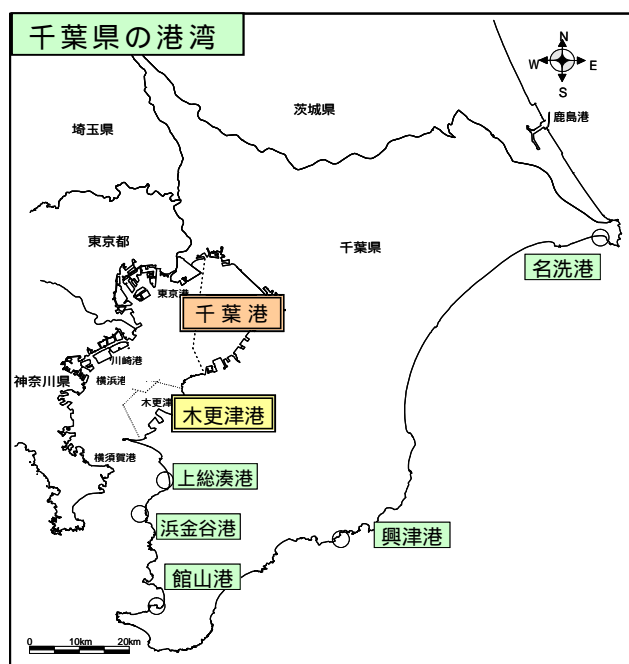 千葉県の港湾
N
W E
S
茨城県
鹿島港
埼玉県
東京都
千葉県
名洗港
東京港
千葉港
川崎港
神奈川県
横浜港
木更津
木更津港
横須賀港
上総湊港
浜金谷港
興津港
館山港
0 10km 20km